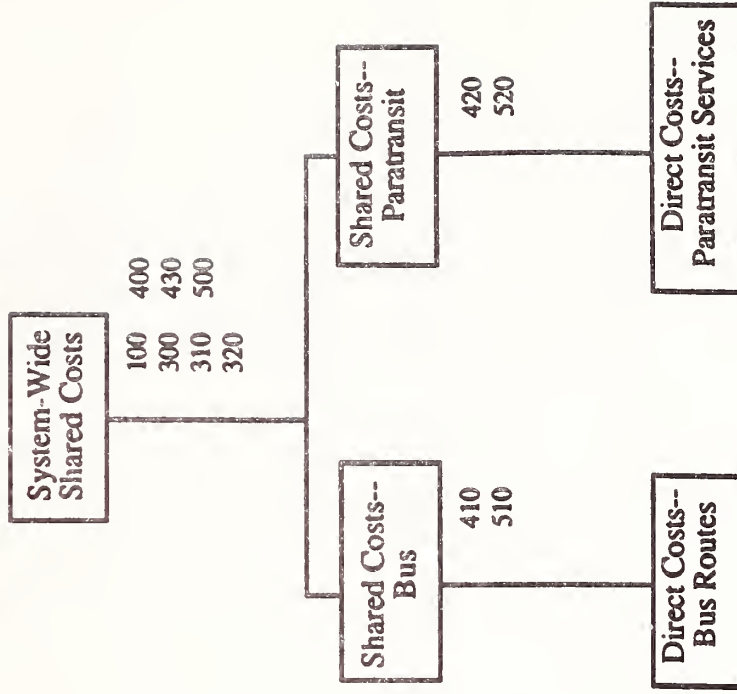 System-Wide
Shared Costs
100 400
300 430
310 500
320
Shared Costs--
Bus
410
510
Shared Costs--
Paratransit
420
520
Direct Costs--
Bus Routes
Direct Costs--
Paratransit Services